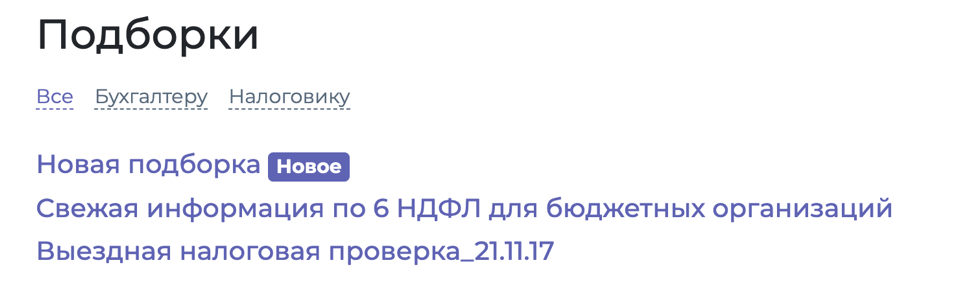 Подборки
Все Бухгалтеру Налоговику
Новая подборка Новое
Свежая информация по 6 НДФЛ для бюджетных организаций
Выездная налоговая проверка_21.11.17